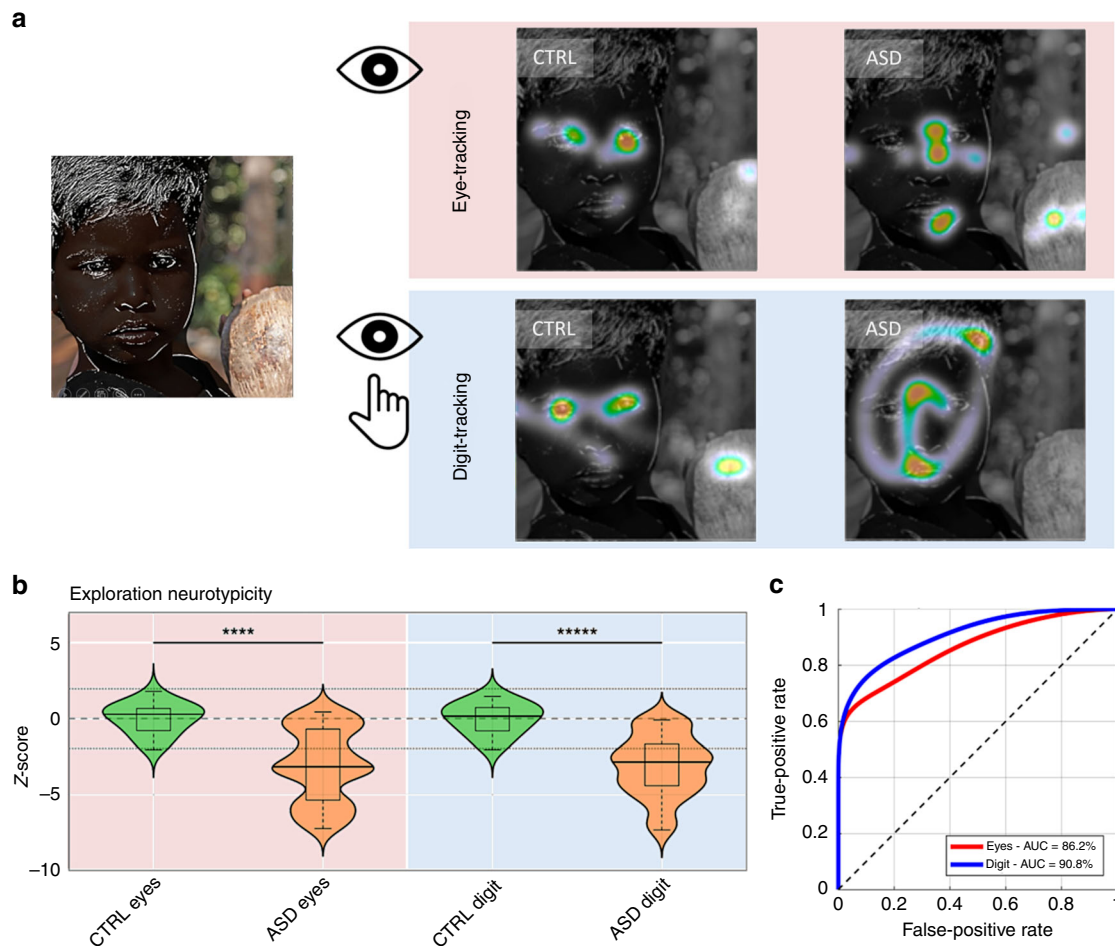 a
Eye-tracking
CTRL
ASD
Digit-tracking
CTRL
ASD
b
Exploration neurotypicity
****
*****
Z-score
5
0
–5
–10
CTRL eyes
ASD eyes
CTRL digit
ASD digit
c
True-positive rate
1
0.8
0.6
0.4
0.2
0
0
0.2
0.4
0.6
0.8
1
False-positive rate
Eyes - AUC = 86.2%
Digit - AUC = 90.8%